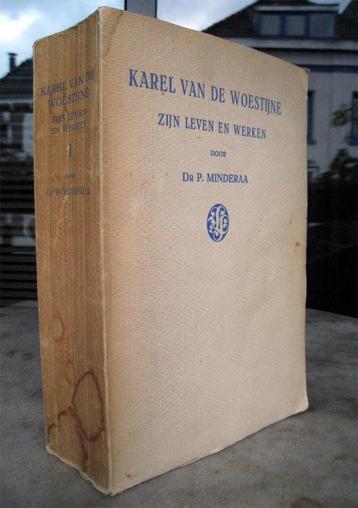 KAREL VAN DE
WOESTIJNE
ZIJN LEVEN
EN WERKEN
I
DOOR
DR P. MINDERAA
KAREL VAN DE WOESTIJNE
ZIJN LEVEN EN WERKEN
DOOR
DR P. MINDERAA